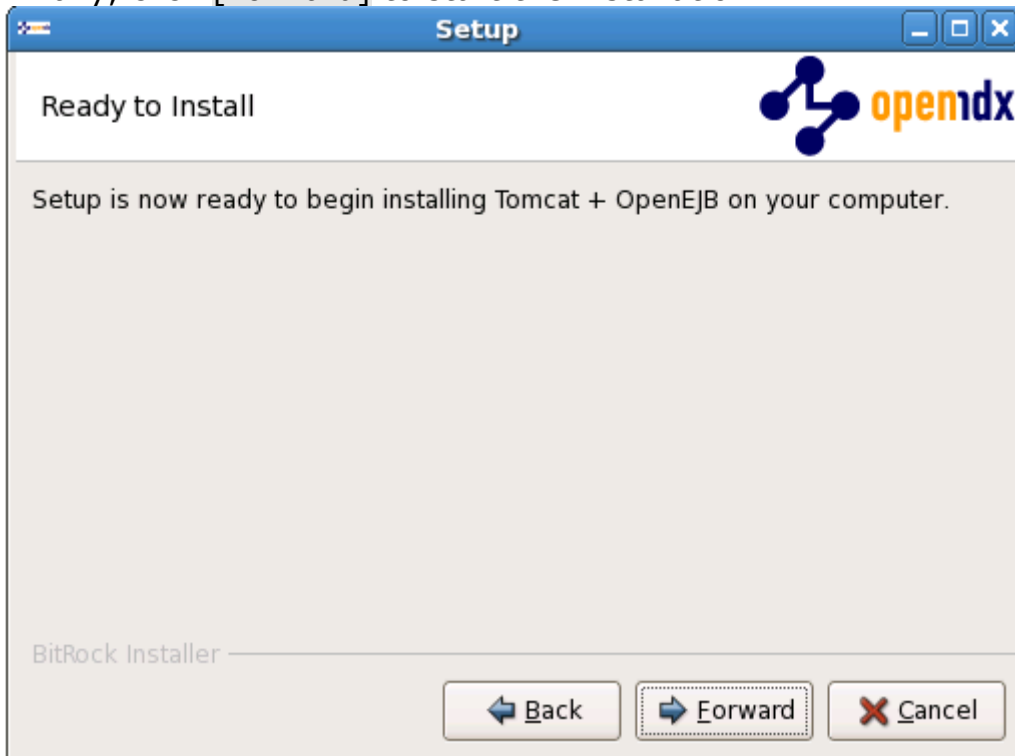 Setup
Ready to Install
openmdx
Setup is now ready to begin installing Tomcat + OpenEJB on your computer.
BitRock Installer
Back Forward Cancel